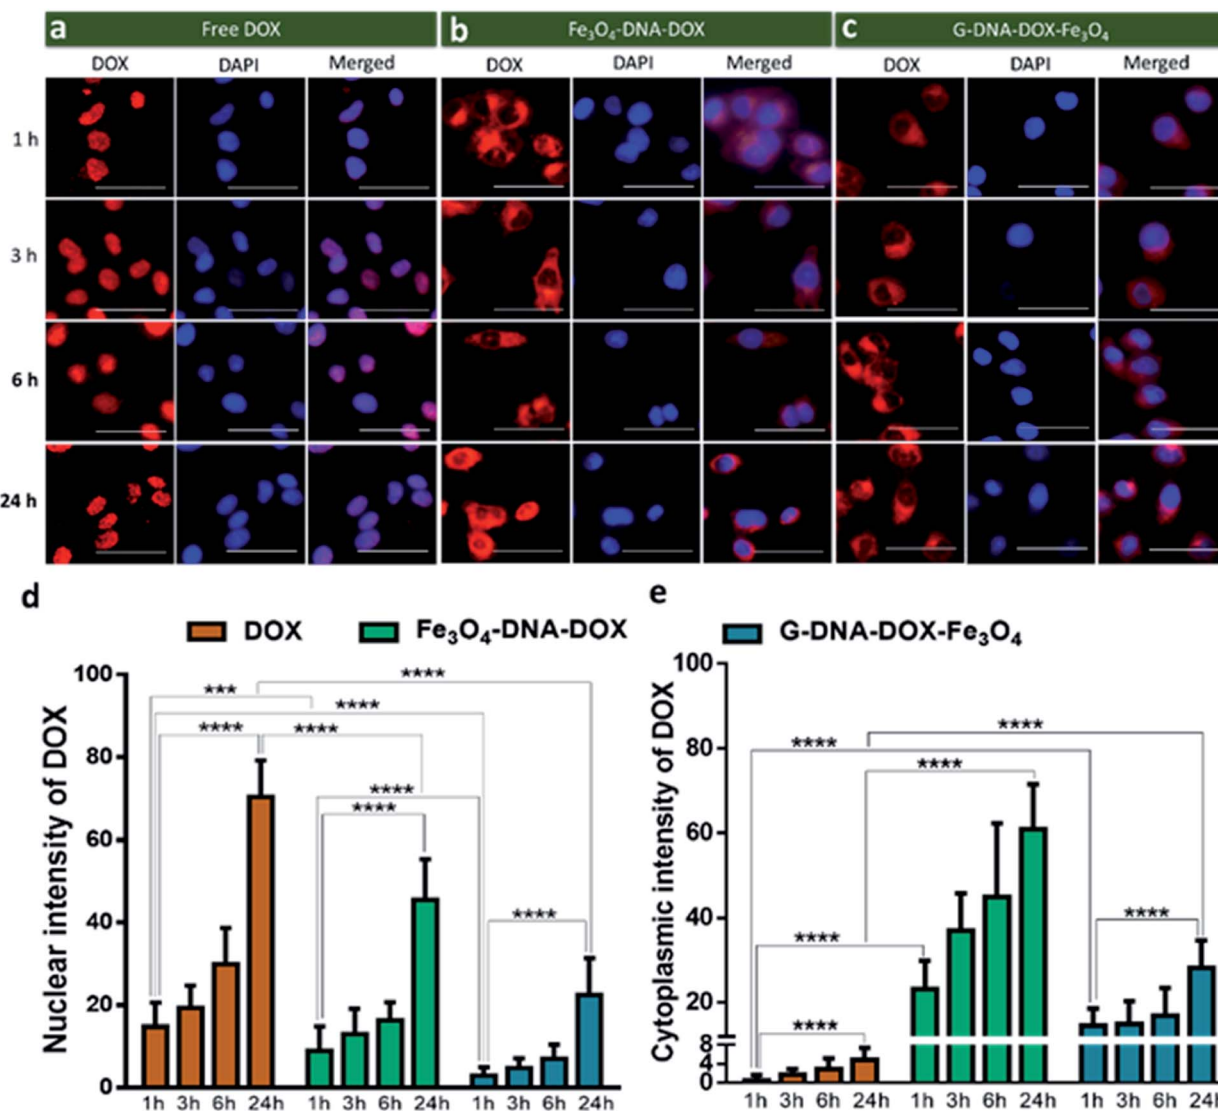 a Free DOX b Fe₃O₄-DNA-DOX c G-DNA-DOX-Fe₃O₄
DOX DAPI Merged DOX DAPI Merged DOX DAPI Merged
1 h
3 h
6 h
24 h
d
e
DOX Fe₃O₄-DNA-DOX G-DNA-DOX-Fe₃O₄
Nuclear intensity of DOX
100
80
60
40
20
0
***
****
****
****
****
****
****
****
1h 3h 6h 24h 1h 3h 6h 24h 1h 3h 6h 24h
Cytoplasmic intensity of DOX
100
80
60
40
20
8
4
0
****
****
****
****
****
****
1h 3h 6h 24h 1h 3h 6h 24h 1h 3h 6h 24h